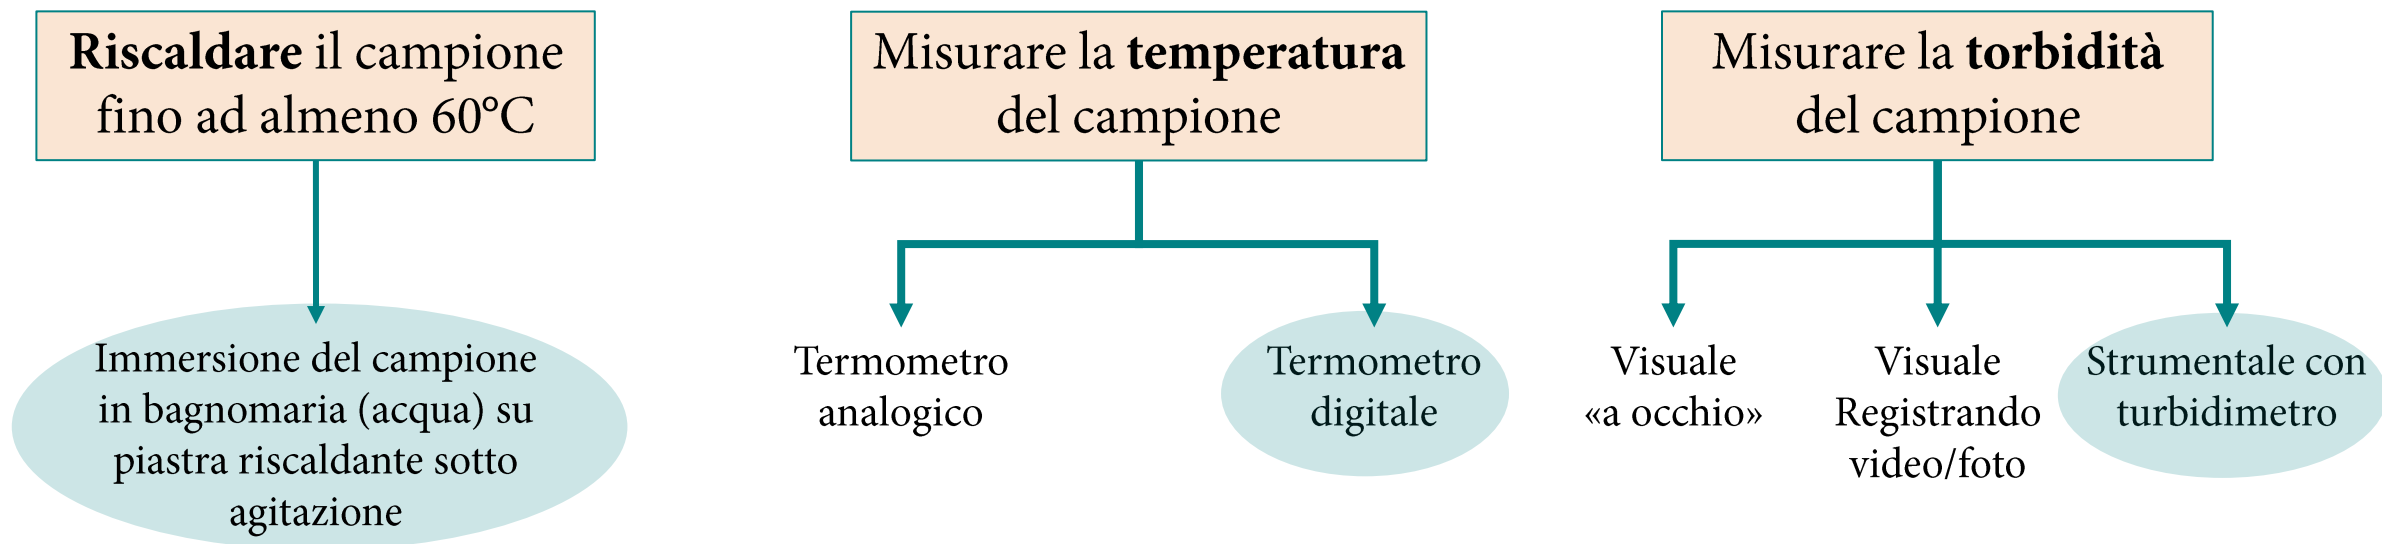 Riscaldare il campione
fino ad almeno 60°C
Misurare la temperatura
del campione
Misurare la torbidità
del campione
Immersione del campione
in bagnomaria (acqua) su
piastra riscaldante sotto
agitazione
Termometro
analogico
Termometro
digitale
Visuale
«a occhio»
Visuale
Registrando
video/foto
Strumentale con
turbidimetro